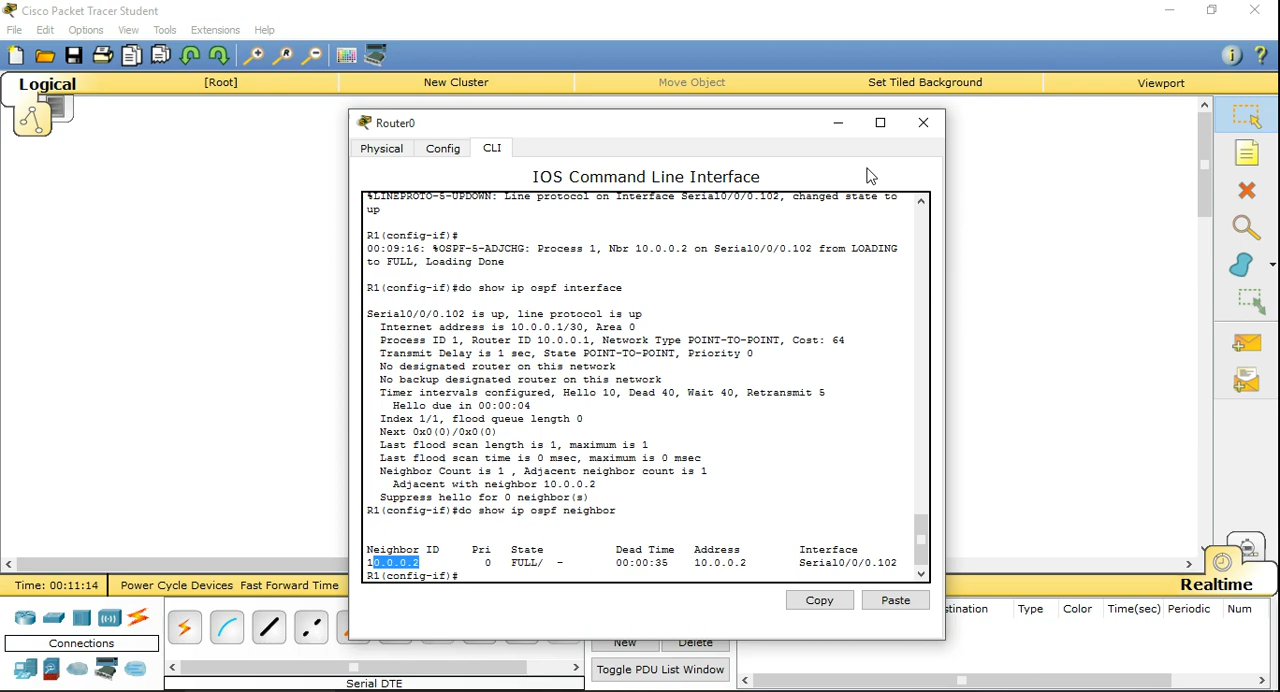 Cisco Packet Tracer Student
File Edit Options View Tools Extensions Help
Logical [Root] New Cluster Move Object Set Tiled Background Viewport
Router0
Physical Config CLI
IOS Command Line Interface
%LINEPROTO-5-UPDOWN: Line protocol on Interface Serial0/0/0.102, changed state to
up
R1(config-if)#
00:09:16: %OSPF-5-ADJCHG: Process 1, Nbr 10.0.0.2 on Serial0/0/0.102 from LOADING
to FULL, Loading Done
R1(config-if)#do show ip ospf interface
Serial0/0/0.102 is up, line protocol is up
Internet address is 10.0.0.1/30, Area 0
Process ID 1, Router ID 10.0.0.1, Network Type POINT-TO-POINT, Cost: 64
Transmit Delay is 1 sec, State POINT-TO-POINT, Priority 0
No designated router on this network
No backup designated router on this network
Timer intervals configured, Hello 10, Dead 40, Wait 40, Retransmit 5
Hello due in 00:00:04
Index 1/1, flood queue length 0
Next 0x0(0)/0x0(0)
Last flood scan length is 1, maximum is 1
Last flood scan time is 0 msec, maximum is 0 msec
Neighbor Count is 1 , Adjacent neighbor count is 1
Adjacent with neighbor 10.0.0.2
Suppress hello for 0 neighbor(s)
R1(config-if)#do show ip ospf neighbor
Neighbor ID Pri State Dead Time Address Interface
10.0.0.2 0 FULL/ - 00:00:35 10.0.0.2 Serial0/0/0.102
R1(config-if)#
Copy Paste
Time: 00:11:14 Power Cycle Devices Fast Forward Time Realtime
Connections
Serial DTE
New Delete
Toggle PDU List Window
stination Type Color Time(sec) Periodic Num